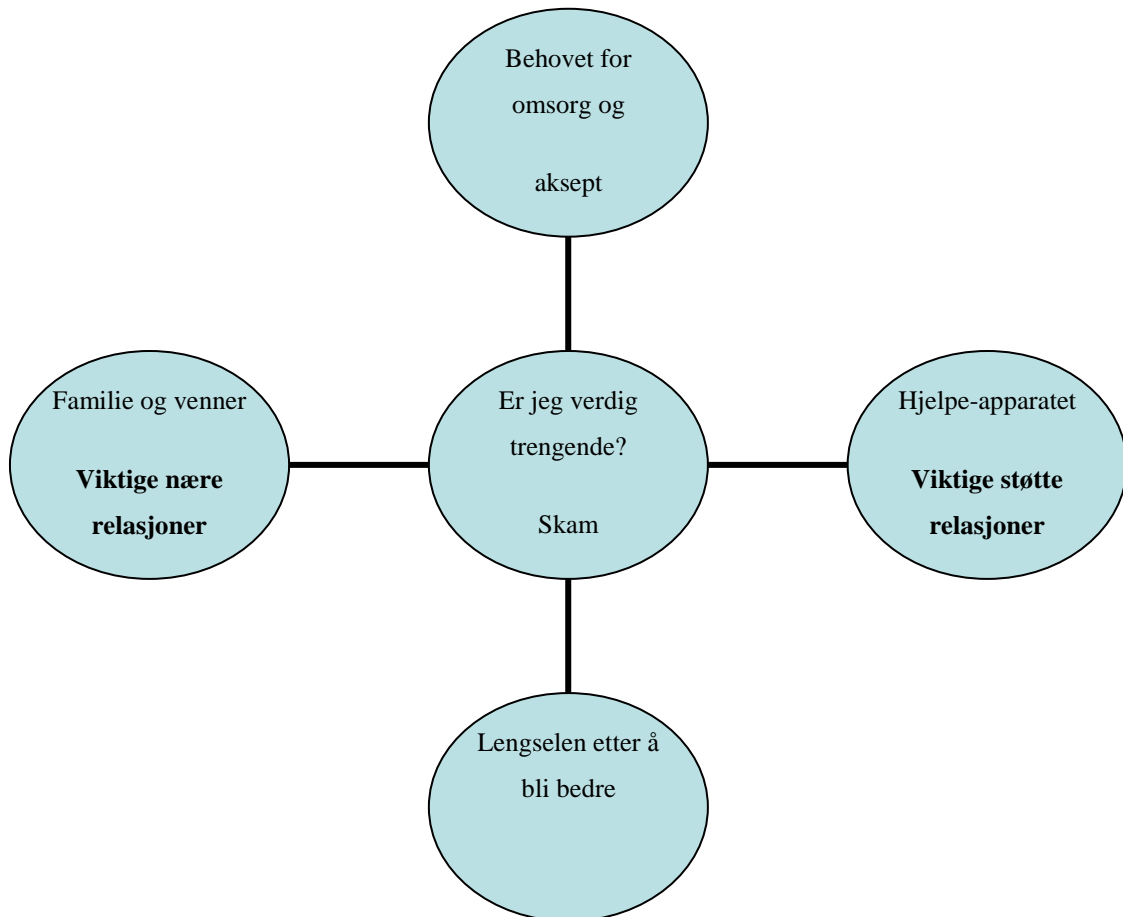 Behovet for
omsorg og
aksept
Familie og venner
Viktige nære
relasjoner
Er jeg verdig
trengende?
Skam
Hjelpe-apparatet
Viktige støtte
relasjoner
Lengselen etter å
bli bedre